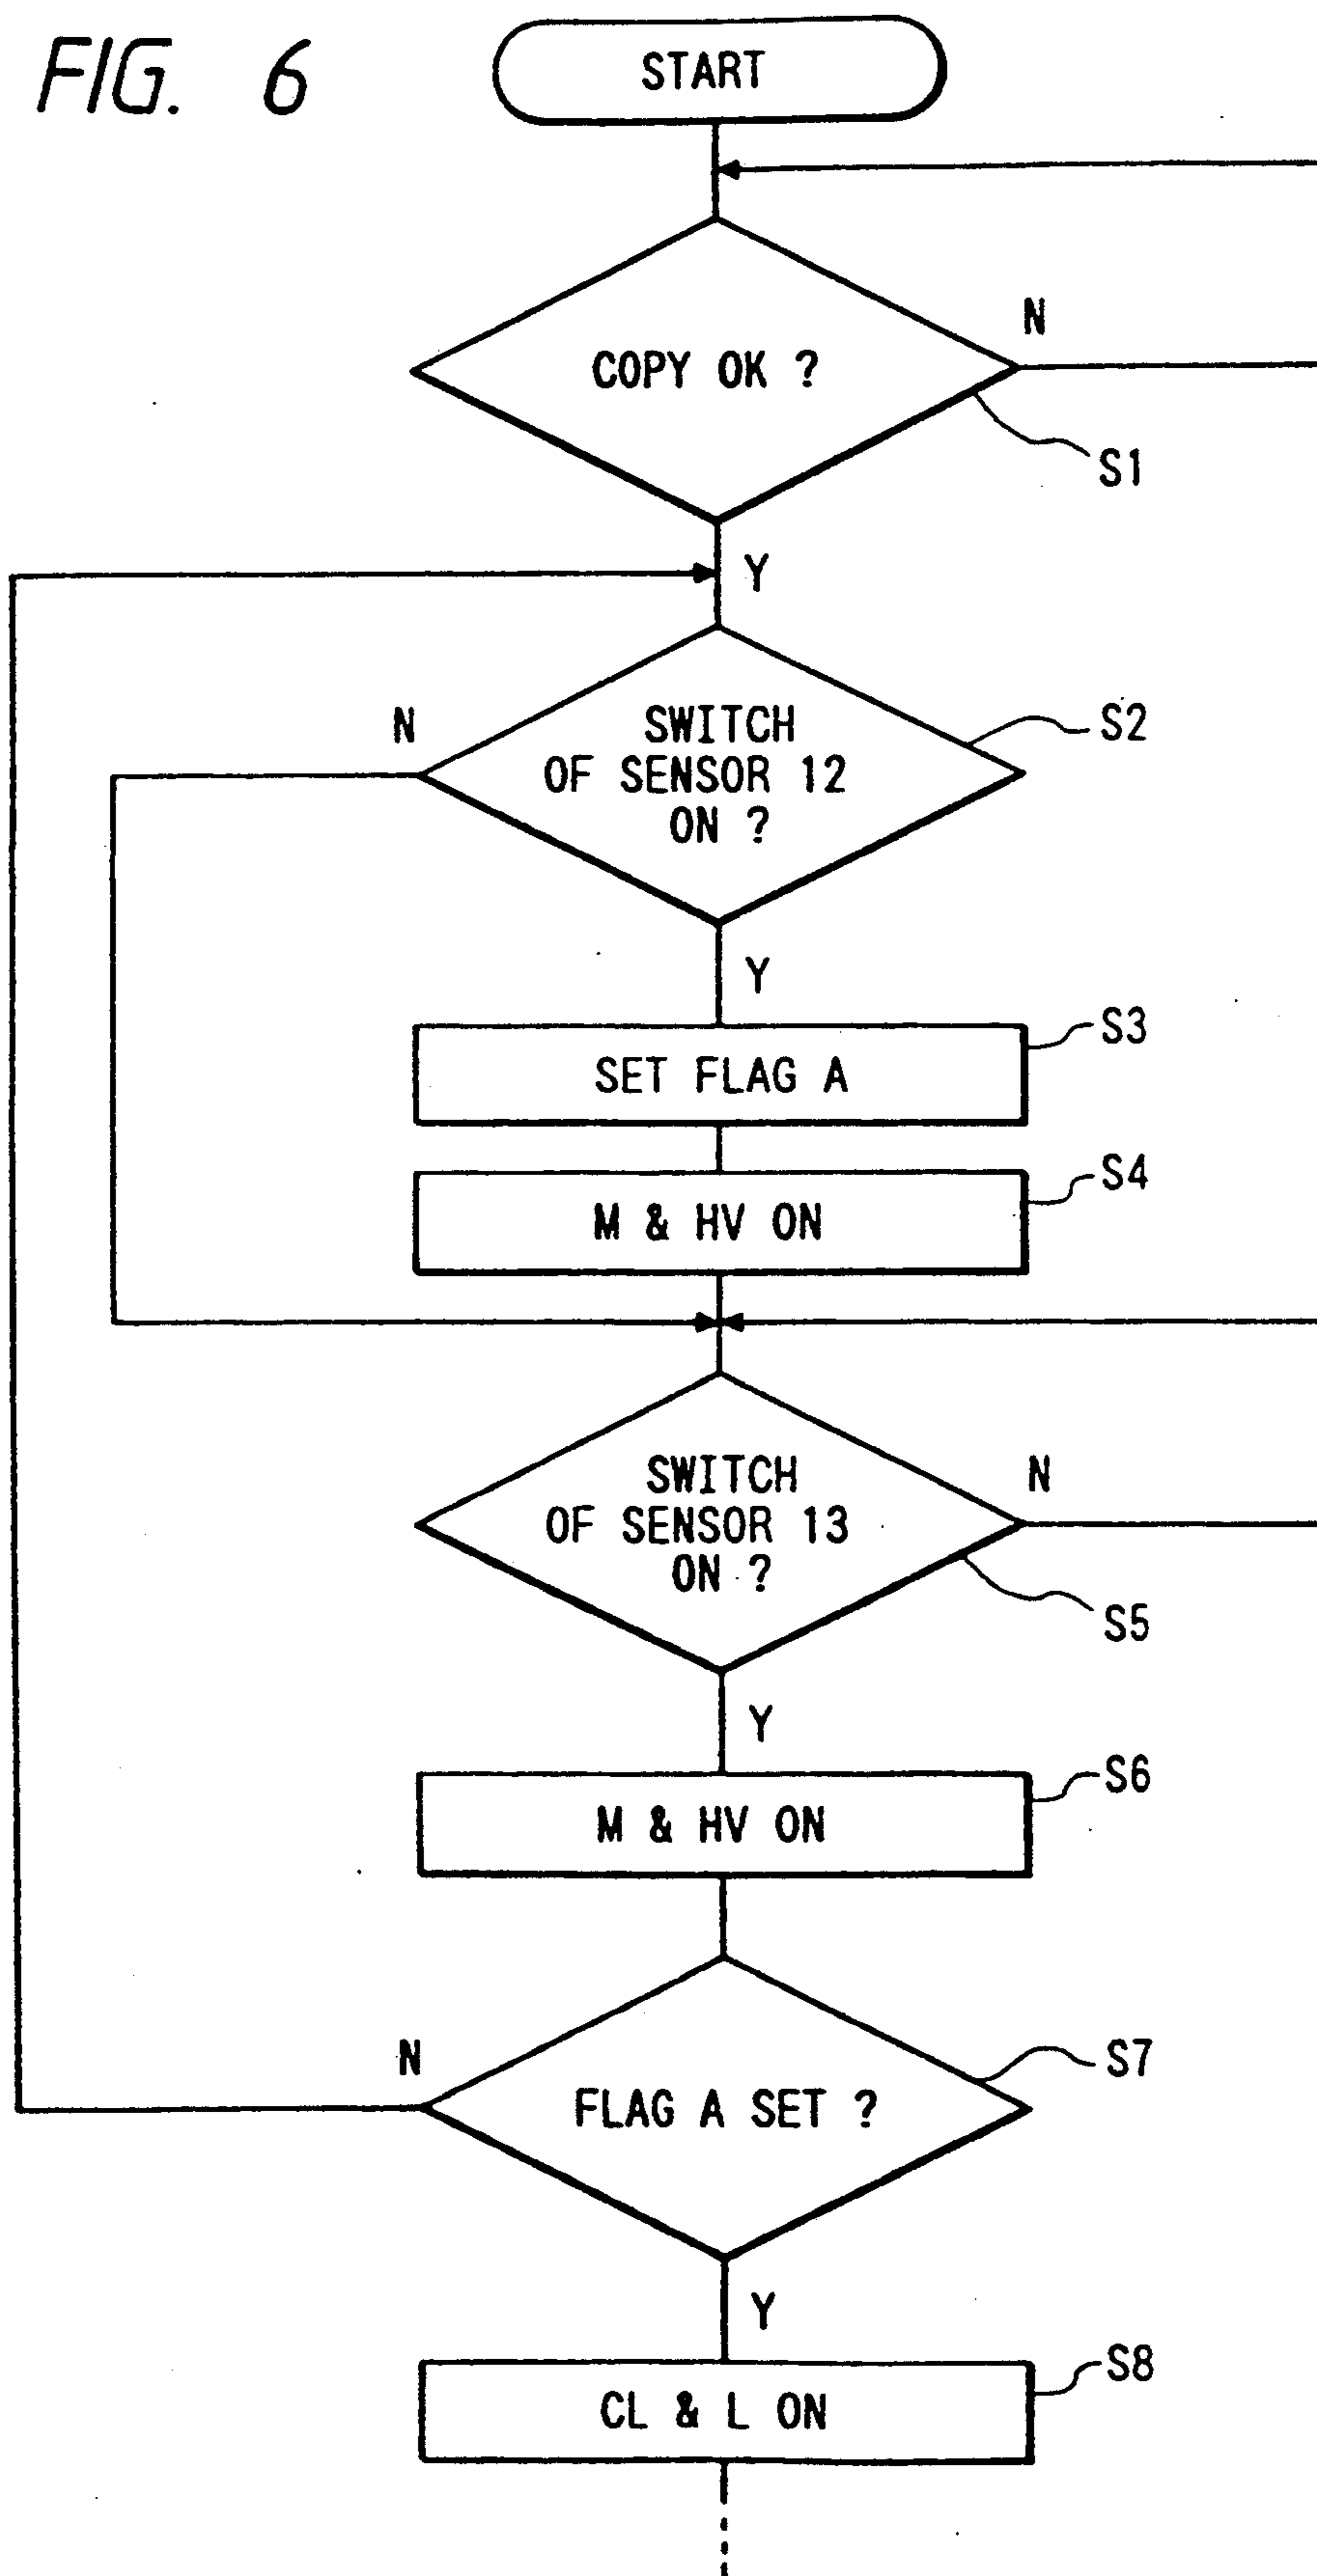 FIG. 6
START
COPY OK ?
N
S1
Y
SWITCH
OF SENSOR 12
ON ?
N
S2
Y
SET FLAG A
S3
M & HV ON
S4
SWITCH
OF SENSOR 13
ON ?
N
S5
Y
M & HV ON
S6
FLAG A SET ?
N
S7
Y
CL & L ON
S8